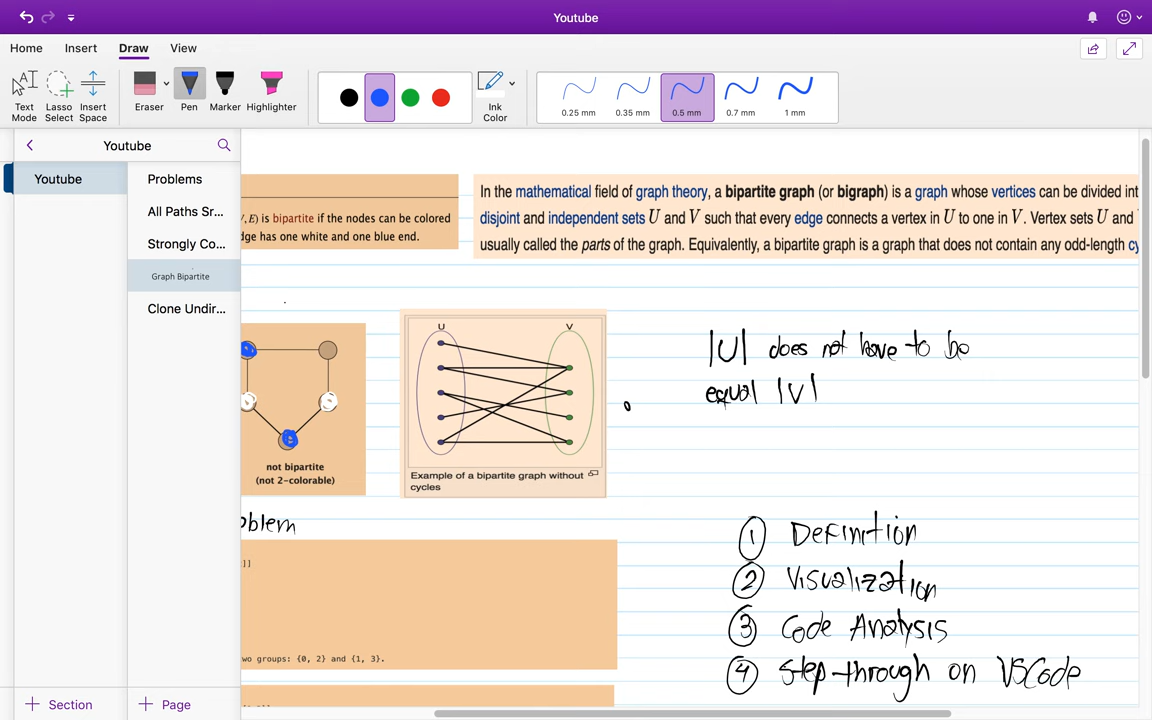 Youtube
Home Insert Draw View
Text Mode
Lasso Select
Insert Space
Eraser
Pen
Marker
Highlighter
Ink Color
0.25 mm
0.35 mm
0.5 mm
0.7 mm
1 mm
Youtube
Youtube
Problems
All Paths Sr...
Strongly Co...
Graph Bipartite
Clone Undir...
, E) is bipartite if the nodes can be colored
dge has one white and one blue end.
In the mathematical field of graph theory, a bipartite graph (or bigraph) is a graph whose vertices can be divided int
disjoint and independent sets U and V such that every edge connects a vertex in U to one in V. Vertex sets U and
usually called the parts of the graph. Equivalently, a bipartite graph is a graph that does not contain any odd-length cy
not bipartite
(not 2-colorable)
U V
Example of a bipartite graph without
cycles
|U| does not have to be
equal |V|
oblem
]]
wo groups: {0, 2} and {1, 3}.
1 Definition
2 Visualization
3 Code Analysis
4 Step-through on VSCode
+ Section
+ Page